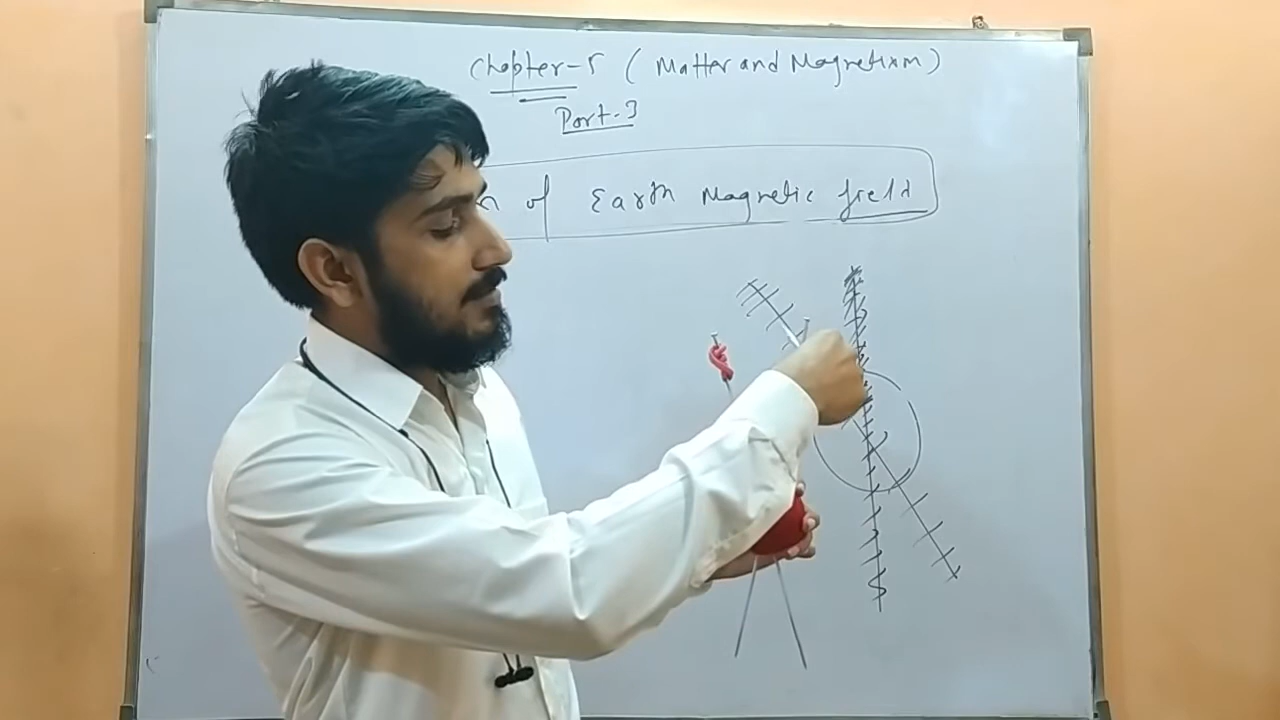 Chapter-5 (Matter and Magnetism)
Part-3
of Earth Magnetic field